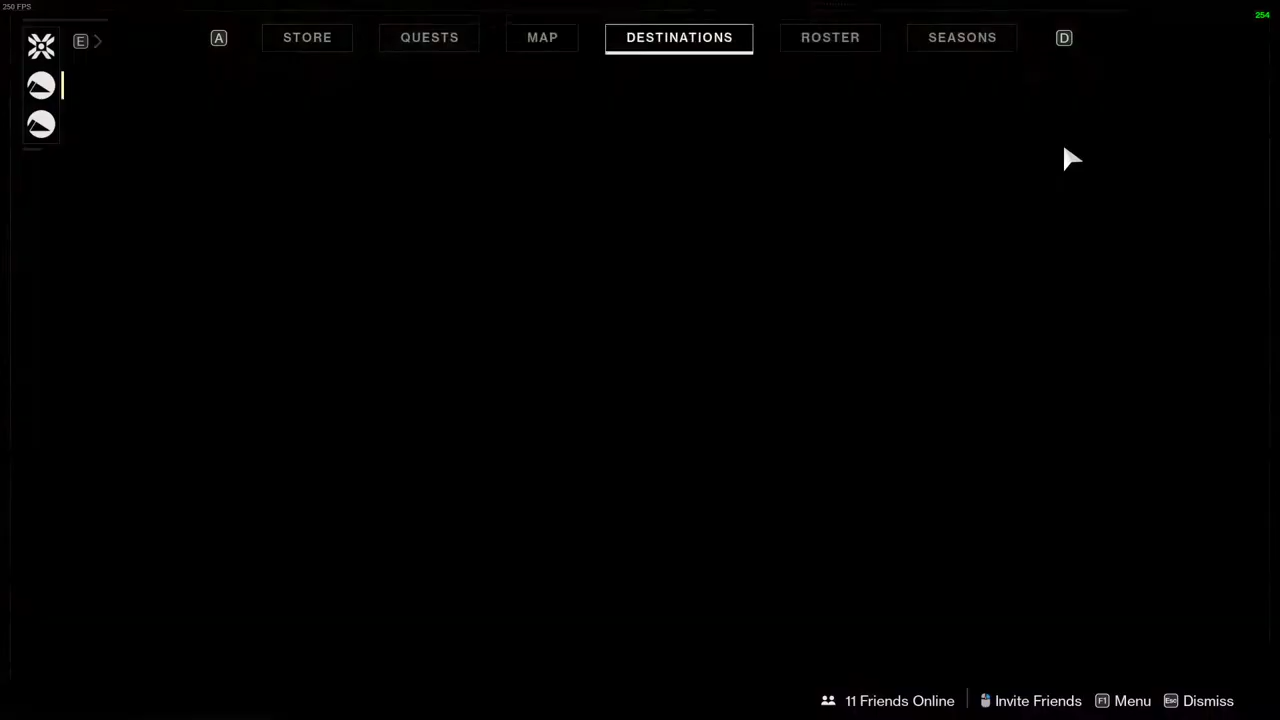 250 FPS
254
E
A STORE QUESTS MAP DESTINATIONS ROSTER SEASONS D
11 Friends Online Invite Friends F1 Menu Esc Dismiss